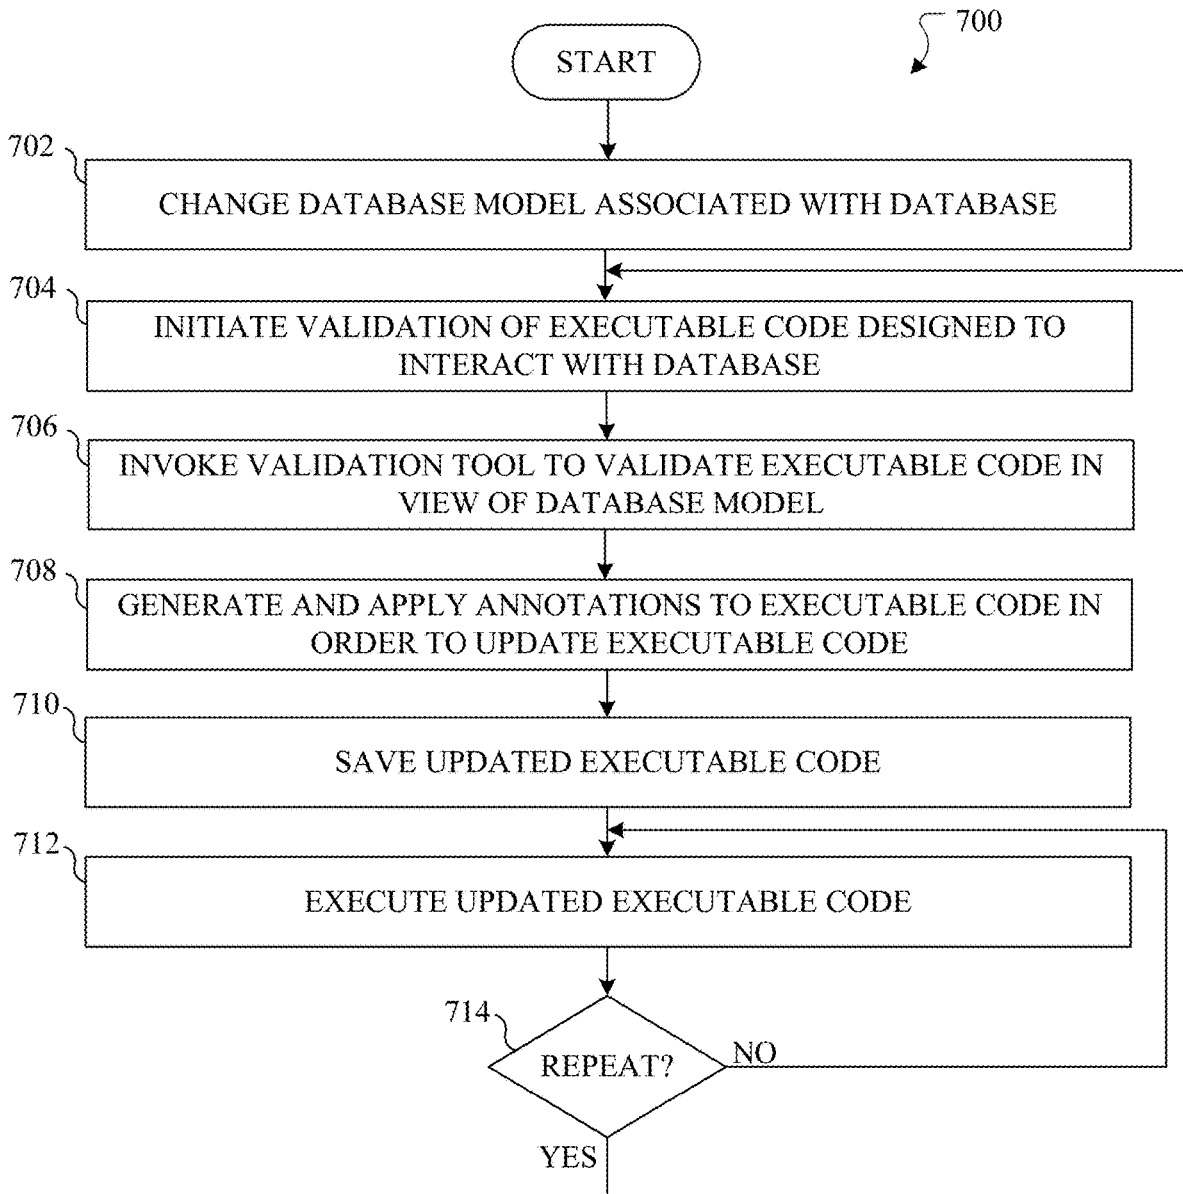 700
START
702
CHANGE DATABASE MODEL ASSOCIATED WITH DATABASE
704
INITIATE VALIDATION OF EXECUTABLE CODE DESIGNED TO
INTERACT WITH DATABASE
706
INVOKE VALIDATION TOOL TO VALIDATE EXECUTABLE CODE IN
VIEW OF DATABASE MODEL
708
GENERATE AND APPLY ANNOTATIONS TO EXECUTABLE CODE IN
ORDER TO UPDATE EXECUTABLE CODE
710
SAVE UPDATED EXECUTABLE CODE
712
EXECUTE UPDATED EXECUTABLE CODE
714
REPEAT?
NO
YES